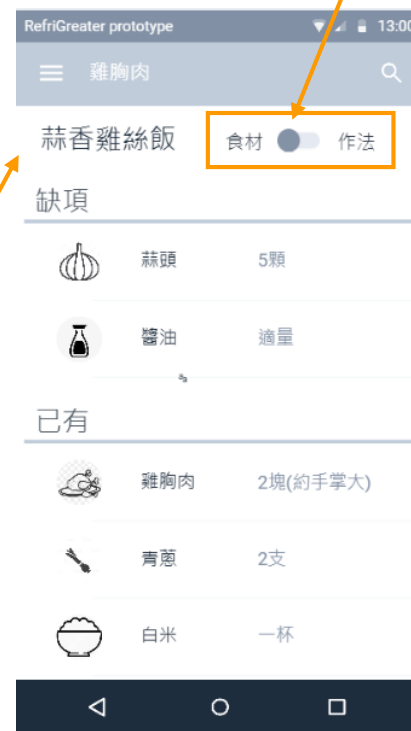 RefriGreater prototype 13:00
雞胸肉
蒜香雞絲飯 食材 作法
缺項
蒜頭 5顆
醬油 適量
已有
雞胸肉 2塊(約手掌大)
青蔥 2支
白米 一杯